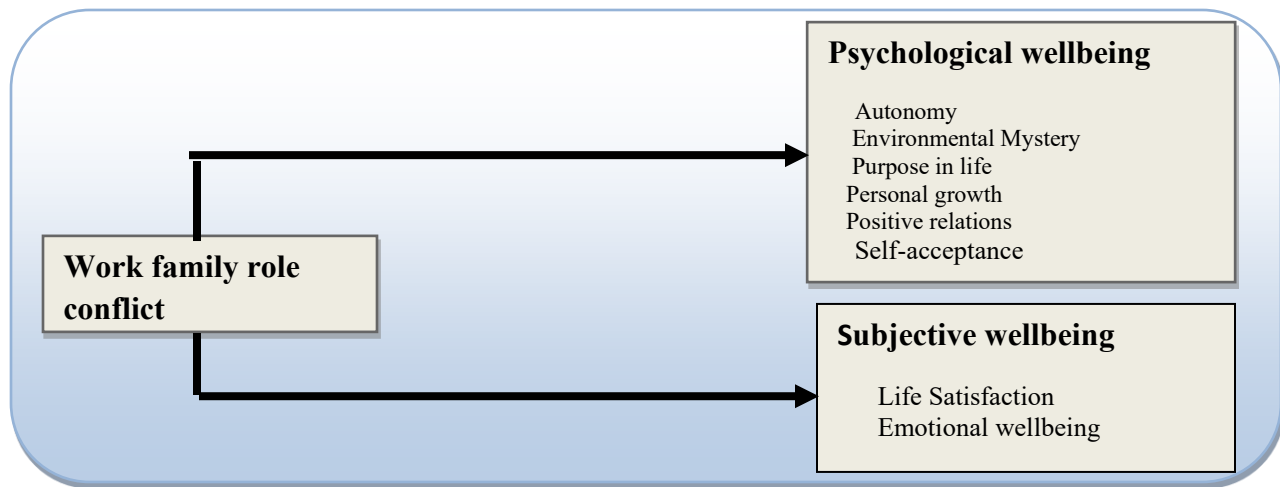 Psychological wellbeing
Autonomy
Environmental Mystery
Purpose in life
Personal growth
Positive relations
Self-acceptance
Work family role
conflict
Subjective wellbeing
Life Satisfaction
Emotional wellbeing